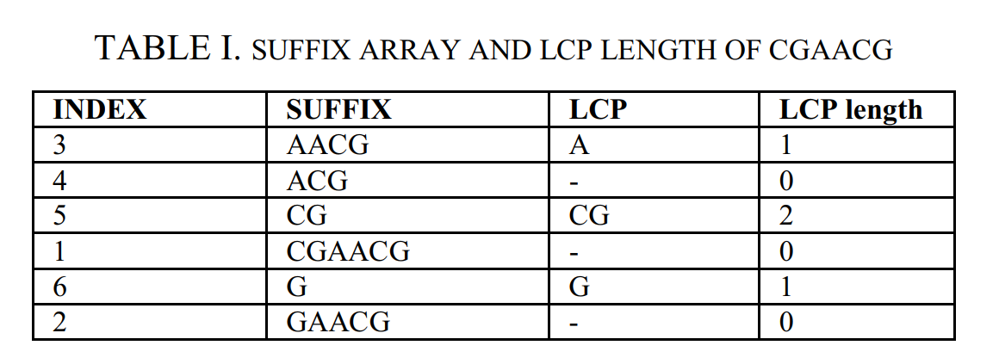 TABLE I. SUFFIX ARRAY AND LCP LENGTH OF CGAACG
INDEX SUFFIX LCP LCP length
3 AACG A 1
4 ACG - 0
5 CG CG 2
1 CGAACG - 0
6 G G 1
2 GAACG - 0